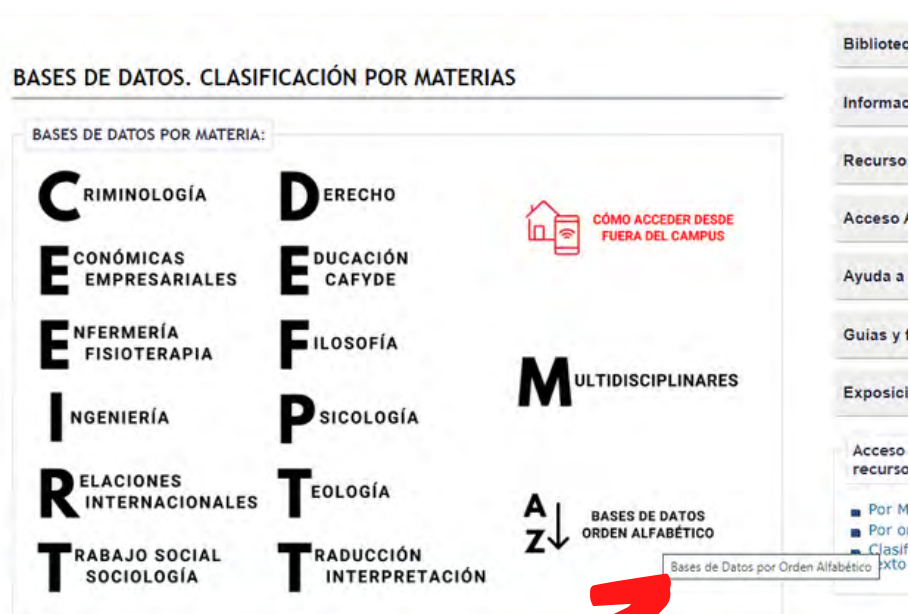 BASES DE DATOS. CLASIFICACIÓN POR MATERIAS
BASES DE DATOS POR MATERIA:
CRIMINOLOGÍA
ECONÓMICAS
EMPRESARIALES
ENFERMERÍA
FISIOTERAPIA
INGENIERÍA
RELACIONES
INTERNACIONALES
TRABAJO SOCIAL
SOCIOLOGÍA
DERECHO
EDUCACIÓN
CAFYDE
FILOSOFÍA
PSICOLOGÍA
TEOLOGÍA
TRADUCCIÓN
INTERPRETACIÓN
CÓMO ACCEDER DESDE
FUERA DEL CAMPUS
MULTIDISCIPLINARES
A
Z
BASES DE DATOS
ORDEN ALFABÉTICO
Bases de Datos por Orden Alfabético
Bibliotec
Informac
Recurso
Acceso A
Ayuda a
Guias y
Exposici
Acceso
recurso
Por M
Por o
Clasif
exto